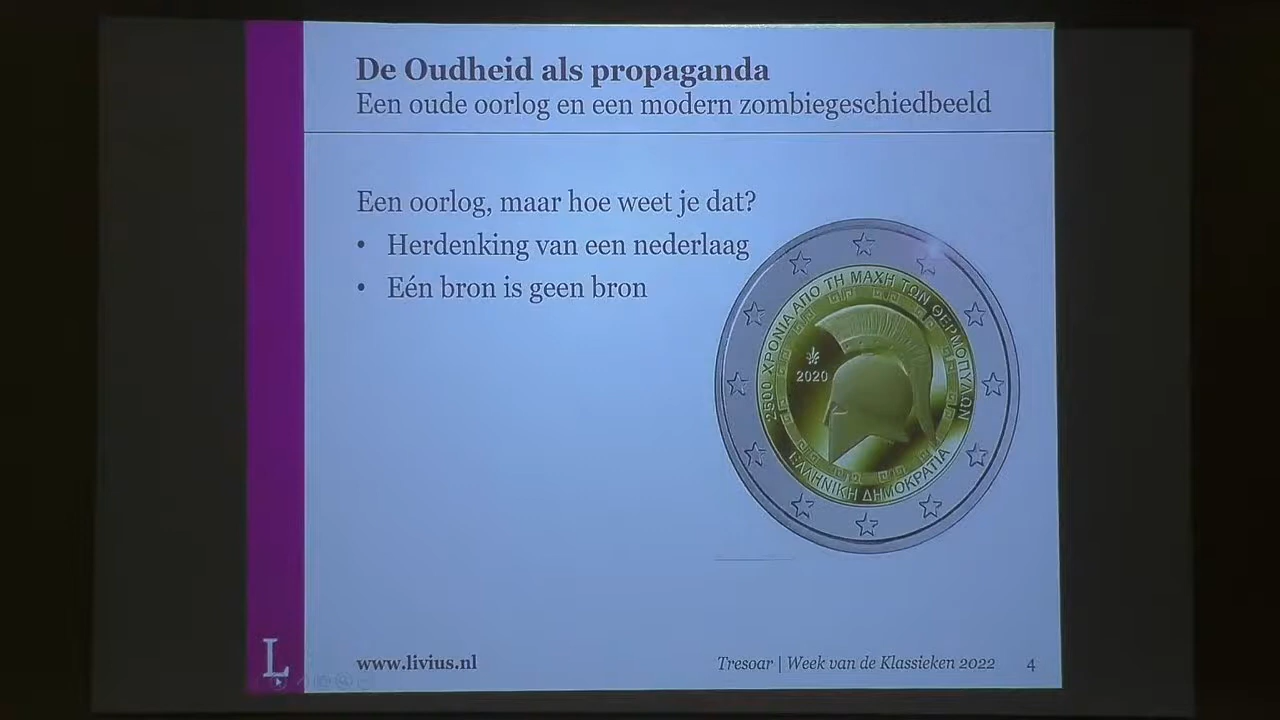 De Oudheid als propaganda
Een oude oorlog en een modern zombiegeschiedbeeld
Een oorlog, maar hoe weet je dat?
• Herdenking van een nederlaag
• Eén bron is geen bron
2500 ΧΡΟΝΙΑ ΑΠΟ ΤΗ ΜΑΧΗ ΤΩΝ ΘΕΡΜΟΠΥΛΩΝ
2020
ΕΛΛΗΝΙΚΗ ΔΗΜΟΚΡΑΤΙΑ
L
www.livius.nl
Tresoar | Week van de Klassieken 2022
4